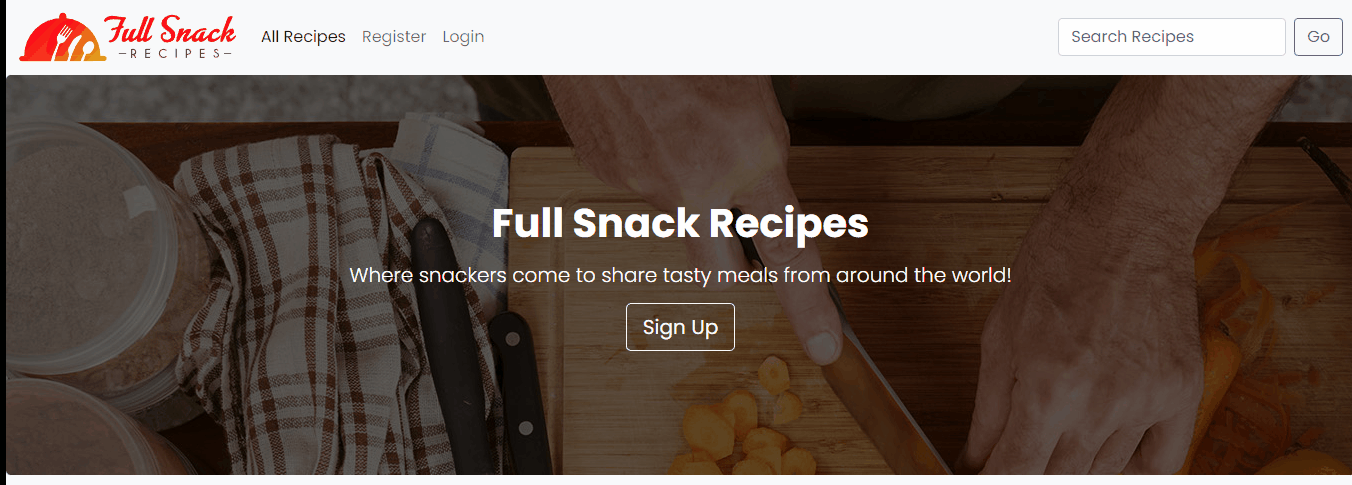 Full Snack
-RECIPES-
All Recipes Register Login
Search Recipes Go
Full Snack Recipes
Where snackers come to share tasty meals from around the world!
Sign Up